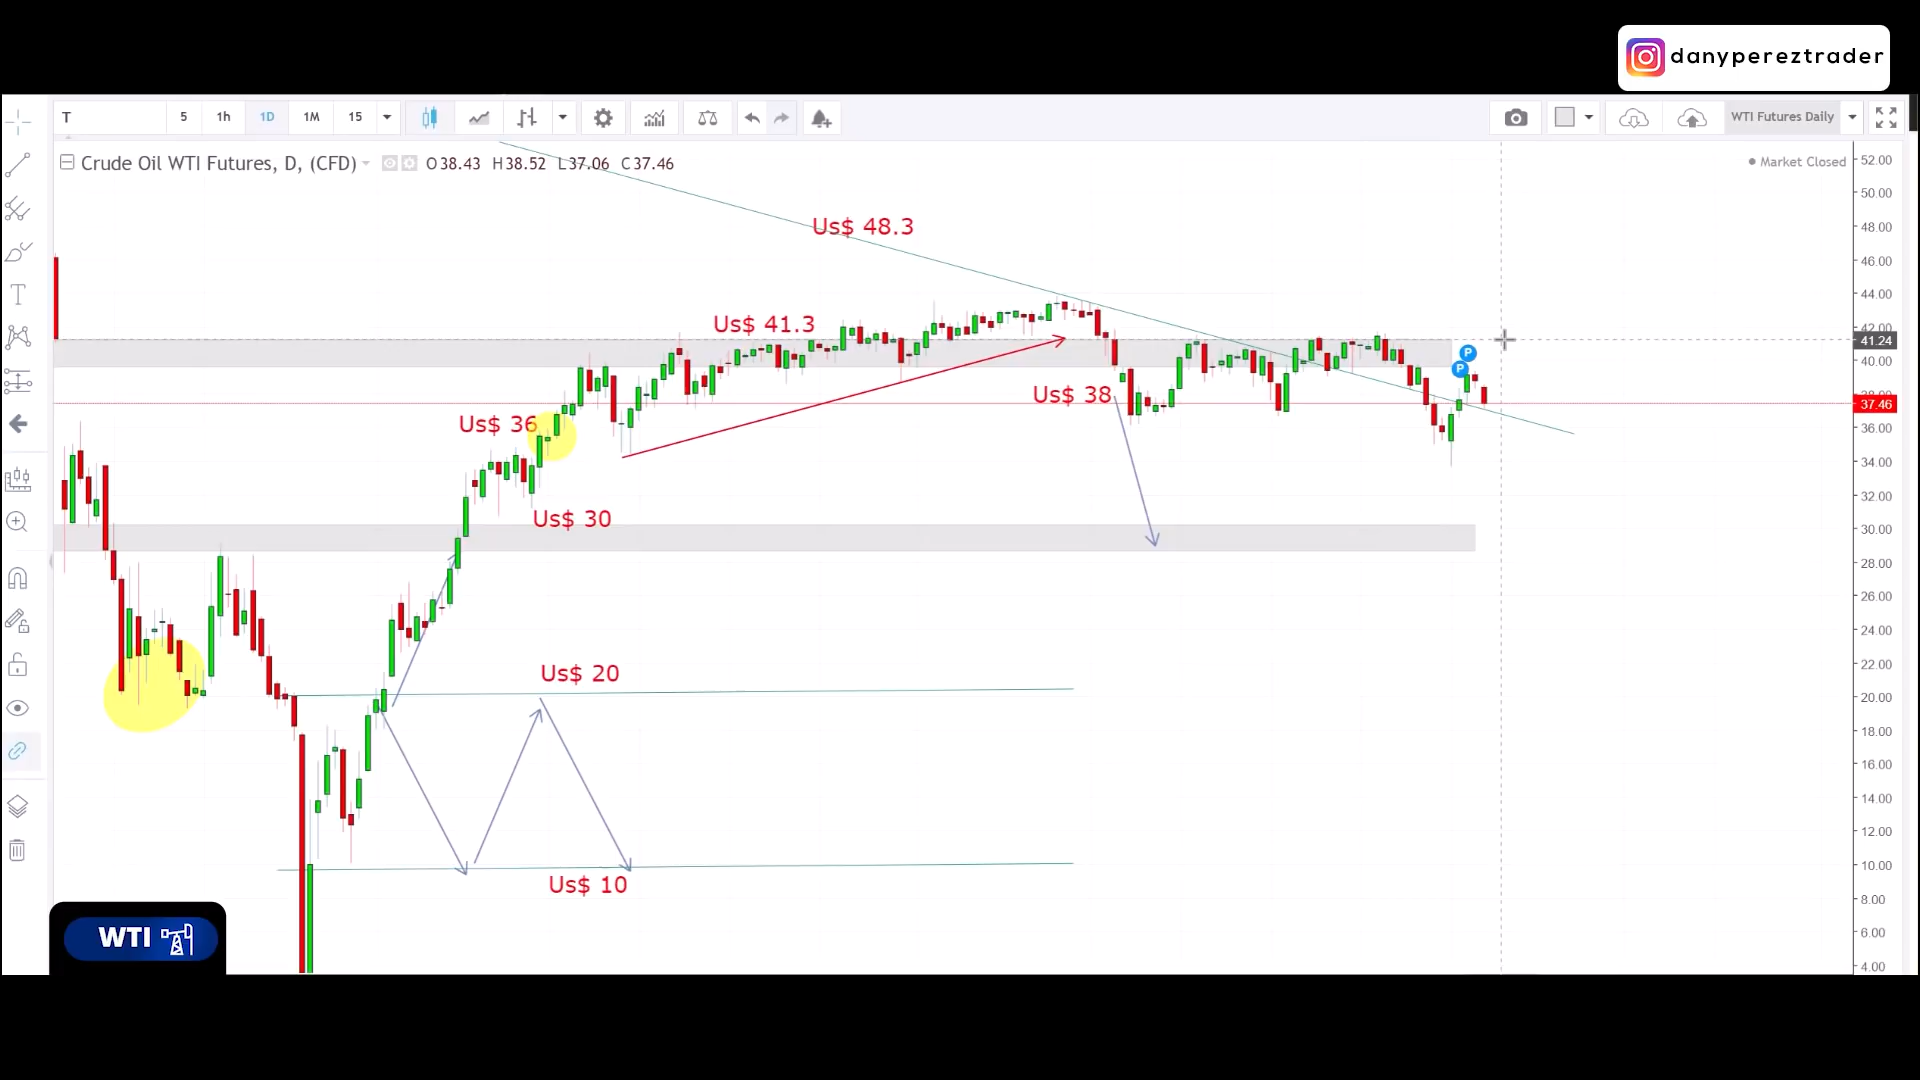 danypereztrader
T 5 1h 1D 1M 15 WTI Futures Daily
Crude Oil WTI Futures, D, (CFD) O38.43 H38.52 L37.06 C37.46
Market Closed
52.00
50.00
48.00
46.00
44.00
42.00
41.24
40.00
37.46
36.00
34.00
32.00
30.00
28.00
26.00
24.00
22.00
20.00
18.00
16.00
14.00
12.00
10.00
8.00
6.00
4.00
Us$ 48.3
Us$ 41.3
P
P
Us$ 38
Us$ 36
Us$ 30
Us$ 20
Us$ 10
WTI